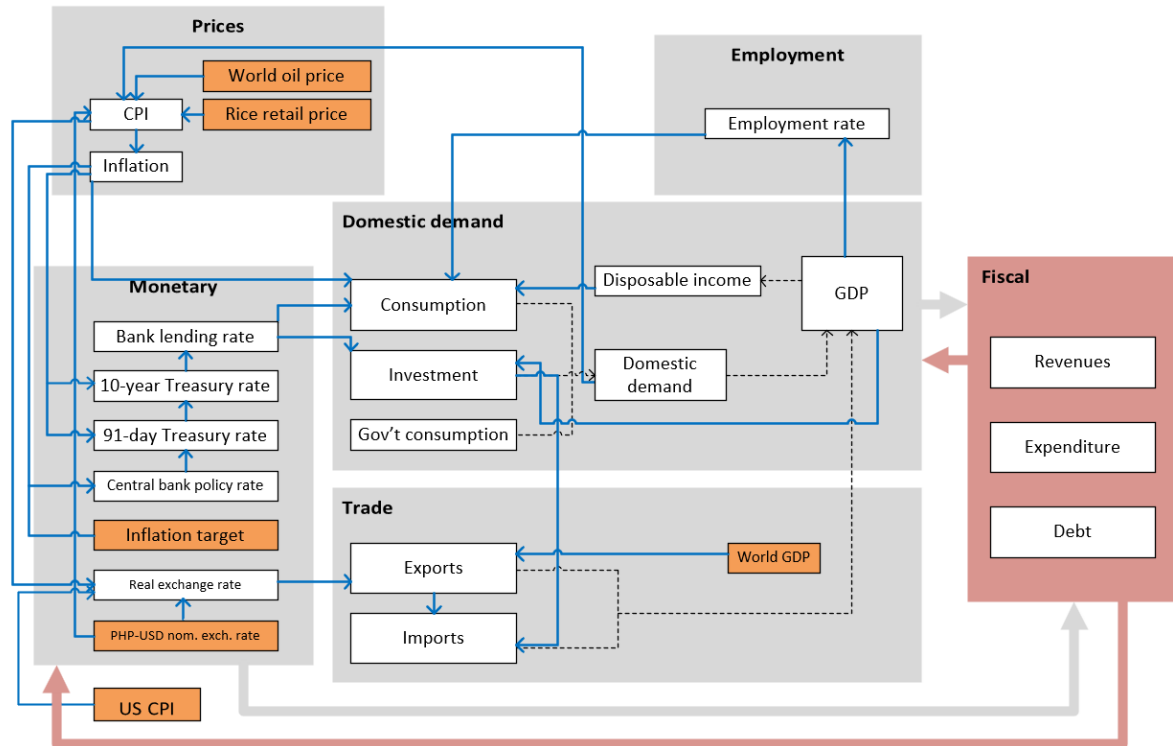 Prices
World oil price
CPI
Rice retail price
Inflation
Employment
Employment rate
Domestic demand
Consumption
Disposable income
GDP
Investment
Domestic
demand
Gov't consumption
Monetary
Bank lending rate
10-year Treasury rate
91-day Treasury rate
Central bank policy rate
Inflation target
Real exchange rate
PHP-USD nom. exch. rate
US CPI
Trade
Exports
World GDP
Imports
Fiscal
Revenues
Expenditure
Debt